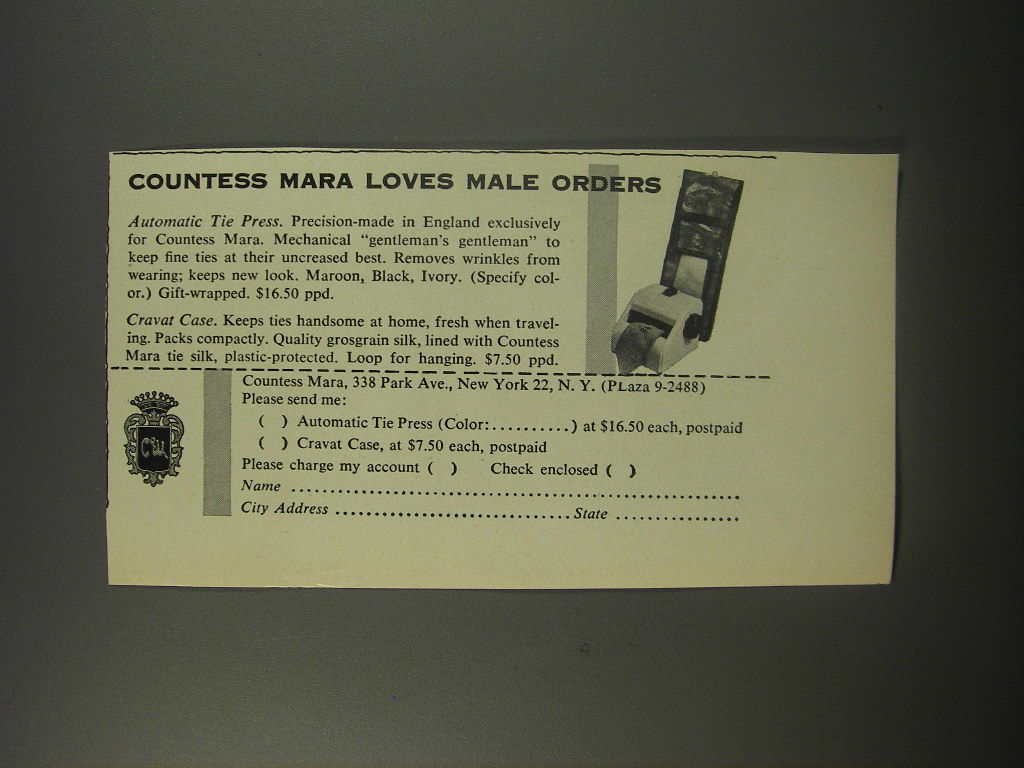 COUNTESS MARA LOVES MALE ORDERS
Automatic Tie Press. Precision-made in England exclusively
for Countess Mara. Mechanical "gentleman's gentleman" to
keep fine ties at their uncreased best. Removes wrinkles from
wearing; keeps new look. Maroon, Black, Ivory. (Specify col-
or.) Gift-wrapped. $16.50 ppd.
Cravat Case. Keeps ties handsome at home, fresh when travel-
ing. Packs compactly. Quality grosgrain silk, lined with Countess
Mara tie silk, plastic-protected. Loop for hanging. $7.50 ppd.
Countess Mara, 338 Park Ave., New York 22, N. Y. (PLaza 9-2488)
Please send me:
( ) Automatic Tie Press (Color:..........) at $16.50 each, postpaid
( ) Cravat Case, at $7.50 each, postpaid
Please charge my account ( ) Check enclosed ( )
Name ................................................................
City Address ..................................State ..................
CM